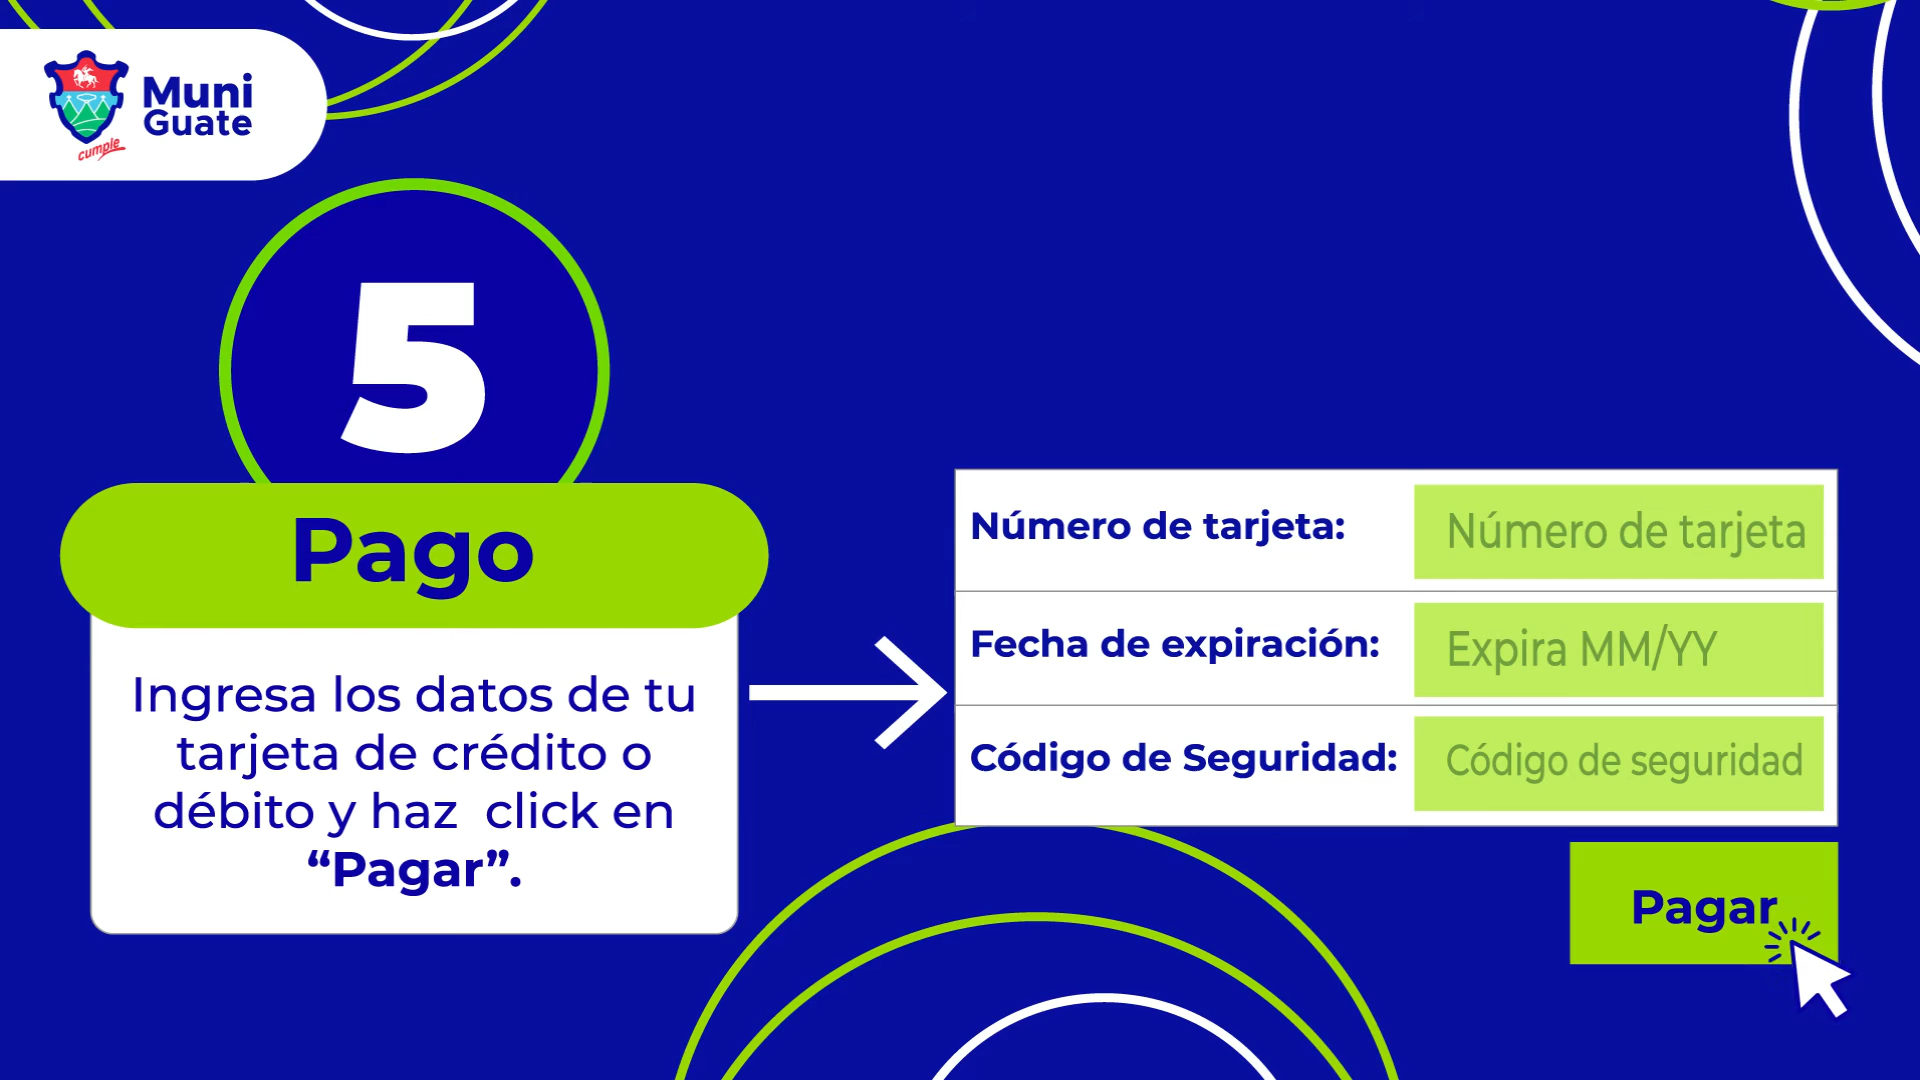 Muni
Guate
cumple
5
Pago
Ingresa los datos de tu
tarjeta de crédito o
débito y haz  click en
“Pagar”.
Número de tarjeta: Número de tarjeta
Fecha de expiración: Expira MM/YY
Código de Seguridad: Código de seguridad
Pagar